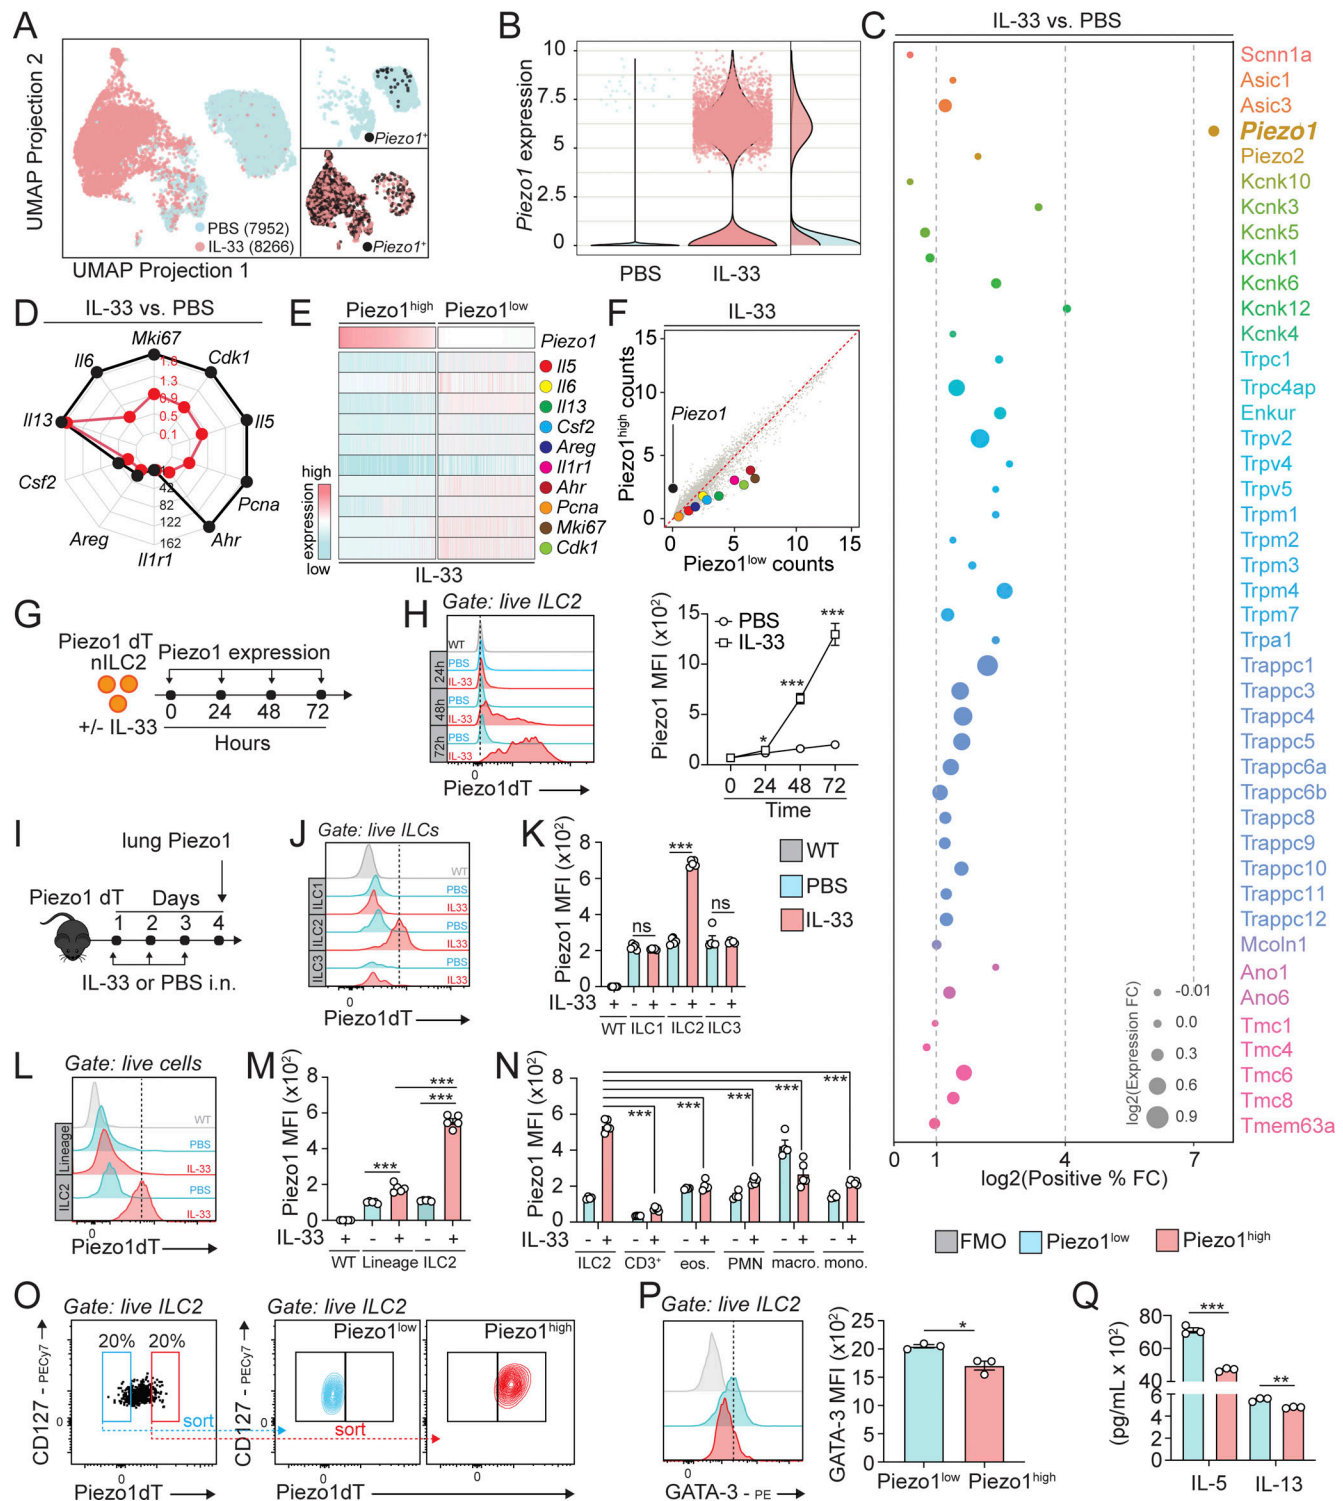 A
UMAP Projection 2
UMAP Projection 1
PBS (7952)
IL-33 (8266)
Piezo1+
Piezo1+
B
Piezo1 expression
10
7.5
5
2.5
0
PBS
IL-33
C
IL-33 vs. PBS
Scnn1a
Asic1
Asic3
Piezo1
Piezo2
Kcnk10
Kcnk3
Kcnk5
Kcnk1
Kcnk6
Kcnk12
Kcnk4
Trpc1
Trpc4ap
Enkur
Trpv2
Trpv4
Trpv5
Trpm1
Trpm2
Trpm3
Trpm4
Trpm7
Trpa1
Trappc1
Trappc3
Trappc4
Trappc5
Trappc6a
Trappc6b
Trappc8
Trappc9
Trappc10
Trappc11
Trappc12
Mcoln1
Ano1
Ano6
Tmc1
Tmc4
Tmc6
Tmc8
Tmem63a
-0.01
0.0
0.3
0.6
0.9
log2(Expression FC)
0 1 4 7
log2(Positive % FC)
D
IL-33 vs. PBS
Mki67
Cdk1
Il5
Pcna
Ahr
Il1r1
Areg
Csf2
Il13
Il6
1.8
1.3
0.9
0.5
0.1
42
82
122
162
E
Piezo1high
Piezo1low
Piezo1
Il5
Il6
Il13
Csf2
Areg
Il1r1
Ahr
Pcna
Mki67
Cdk1
high
expression
low
IL-33
F
IL-33
Piezo1high counts
15
10
5
0
Piezo1
0 5 10 15
Piezo1low counts
G
Piezo1 dT
nILC2
+/- IL-33
Piezo1 expression
0 24 48 72
Hours
H
Gate: live ILC2
WT
24h
PBS
IL-33
48h
PBS
IL-33
72h
PBS
IL-33
0
Piezo1dT
Piezo1 MFI (x10²)
15
10
5
0
PBS
IL-33
*
***
***
0 24 48 72
Time
I
lung Piezo1
Piezo1 dT
Days
1 2 3 4
IL-33 or PBS i.n.
J
Gate: live ILCs
WT
ILC1
PBS
IL33
ILC2
PBS
IL33
ILC3
PBS
IL33
0
Piezo1dT
K
Piezo1 MFI (x10²)
8
6
4
2
0
ns
***
ns
IL-33 + - + - + - +
WT ILC1 ILC2 ILC3
WT
PBS
IL-33
L
Gate: live cells
WT
Lineage
PBS
IL-33
ILC2
PBS
IL-33
0
Piezo1dT
M
Piezo1 MFI (x10²)
8
6
4
2
0
***
***
***
IL-33 + - + - +
WT Lineage ILC2
N
Piezo1 MFI (x10²)
8
6
4
2
0
***
***
***
***
***
IL-33 - + - + - + - + - + - +
ILC2 CD3+ eos. PMN macro. mono.
FMO
Piezo1low
Piezo1high
O
Gate: live ILC2
20% 20%
CD127 - PECy7
0
sort
0
Piezo1dT
Gate: live ILC2
CD127 - PECy7
0
Piezo1low
Piezo1high
sort
0
Piezo1dT
P
Gate: live ILC2
0
GATA-3 - PE
GATA-3 MFI (x10²)
25
20
15
10
5
0
*
Piezo1low
Piezo1high
Q
(pg/mL x 10²)
80
60
40
6
4
2
0
***
**
IL-5
IL-13